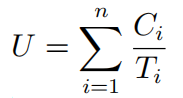 U = \sum_{i=1}^{n} \frac{C_i}{T_i}